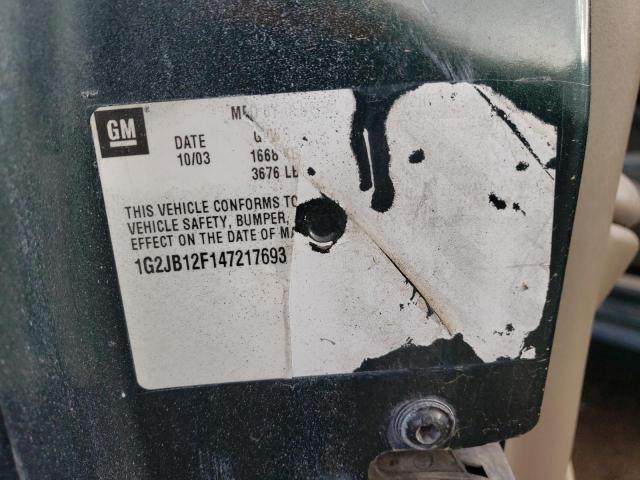 GM
DATE
10/03
1668
3676 LB
THIS VEHICLE CONFORMS TO
VEHICLE SAFETY, BUMPER,
EFFECT ON THE DATE OF MA
1G2JB12F147217693